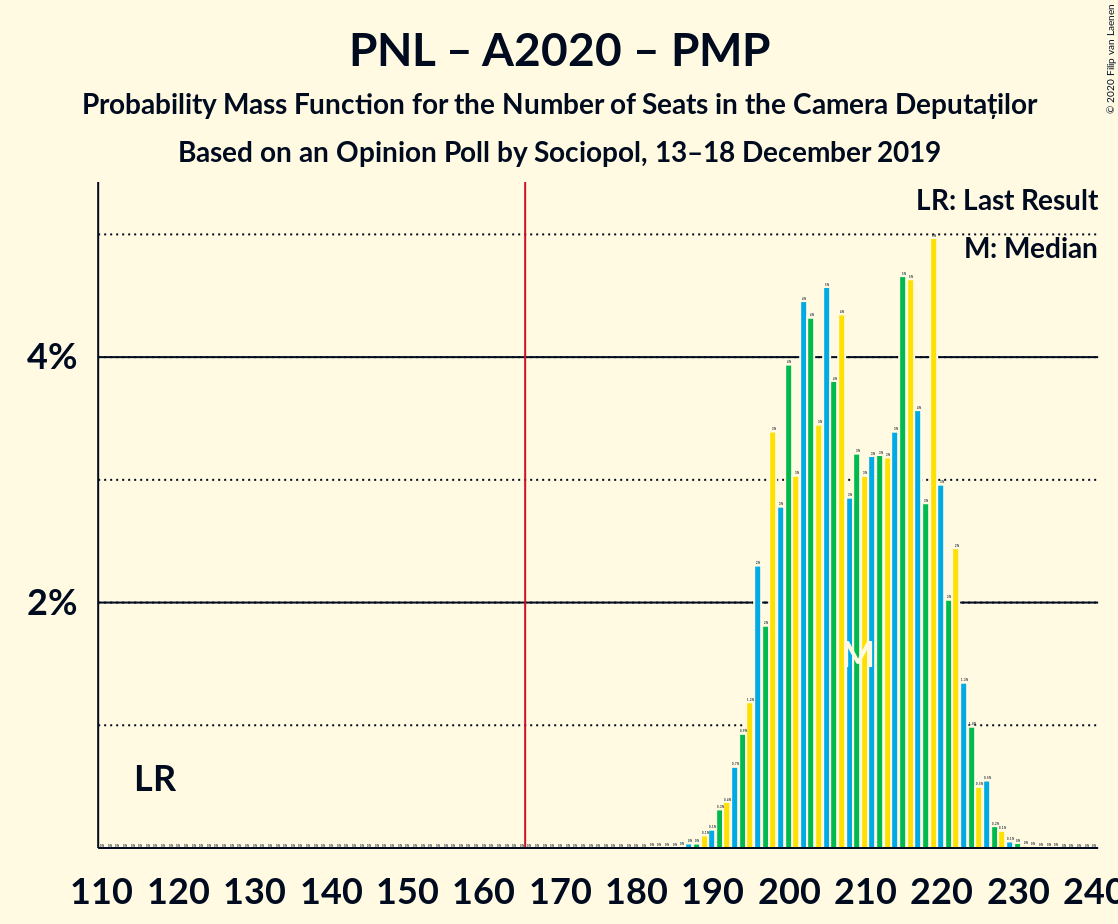 PNL – A2020 – PMP
Probability Mass Function for the Number of Seats in the Camera Deputaților
Based on an Opinion Poll by Sociopol, 13–18 December 2019
© 2020 Filip van Laenen
LR: Last Result
M: Median
4%
2%
M
LR
110 120 130 140 150 160 170 180 190 200 210 220 230 240